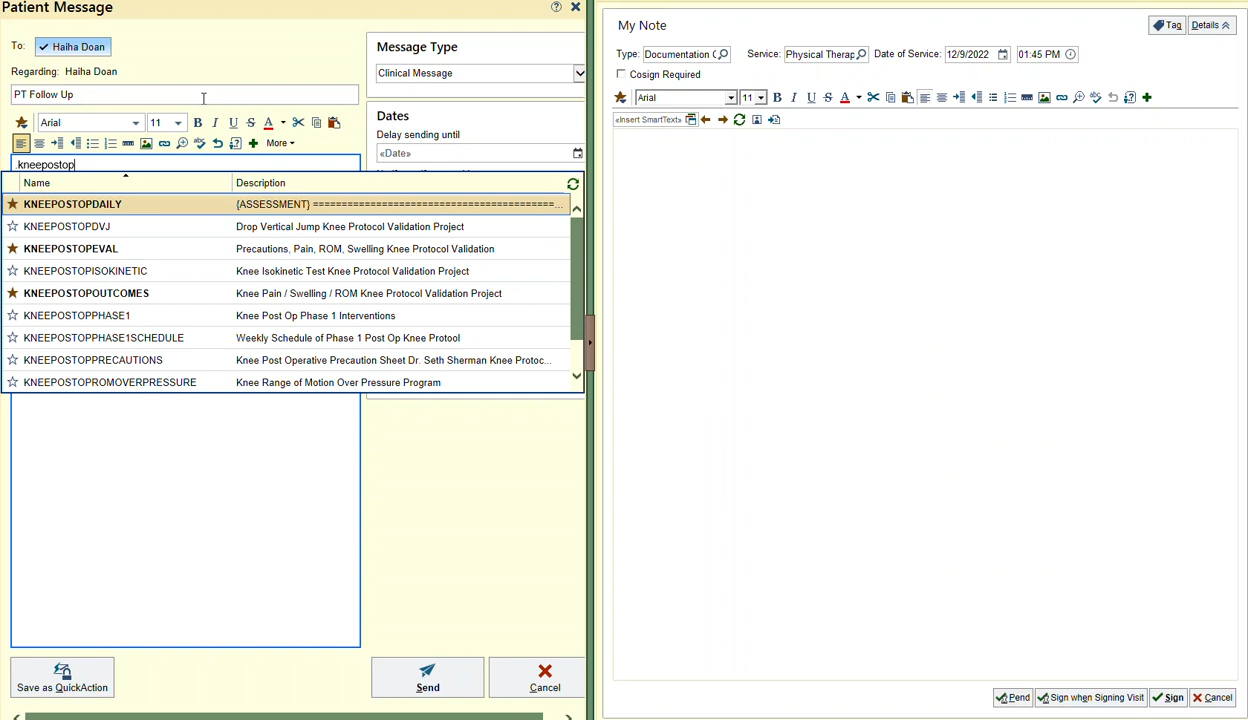 Patient Message
To: Haiha Doan
Regarding: Haiha Doan
PT Follow Up
Arial 11 B I U S A
More
.kneepostop
Name Description
KNEEPOSTOPDAILY {ASSESSMENT} ==========================================...
KNEEPOSTOPDVJ Drop Vertical Jump Knee Protocol Validation Project
KNEEPOSTOPEVAL Precautions, Pain, ROM, Swelling Knee Protocol Validation
KNEEPOSTOPISOKINETIC Knee Isokinetic Test Knee Protocol Validation Project
KNEEPOSTOPOUTCOMES Knee Pain / Swelling / ROM Knee Protocol Validation Project
KNEEPOSTOPPHASE1 Knee Post Op Phase 1 Interventions
KNEEPOSTOPPHASE1SCHEDULE Weekly Schedule of Phase 1 Post Op Knee Protool
KNEEPOSTOPPRECAUTIONS Knee Post Operative Precaution Sheet Dr. Seth Sherman Knee Protoc...
KNEEPOSTOPROMOVERPRESSURE Knee Range of Motion Over Pressure Program
Save as QuickAction
Send
Cancel
Message Type
Clinical Message
Dates
Delay sending until
«Date»
My Note
Tag Details
Type: Documentation ( Service: Physical Therap Date of Service: 12/9/2022 01:45 PM
Cosign Required
Arial 11 B I U S A
«Insert SmartText»
Pend Sign when Signing Visit Sign Cancel